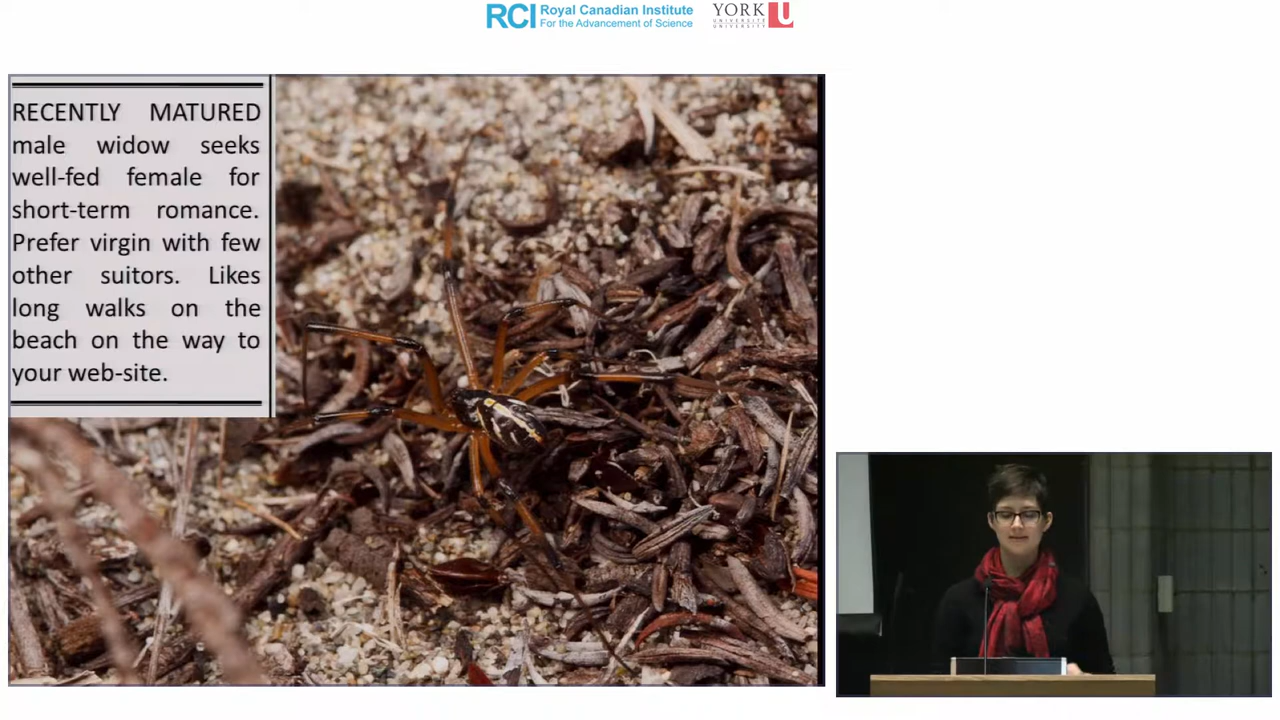 RCI Royal Canadian Institute
For the Advancement of Science
YORK U
UNIVERSITÉ
UNIVERSITY
RECENTLY MATURED
male widow seeks
well-fed female for
short-term romance.
Prefer virgin with few
other suitors. Likes
long walks on the
beach on the way to
your web-site.